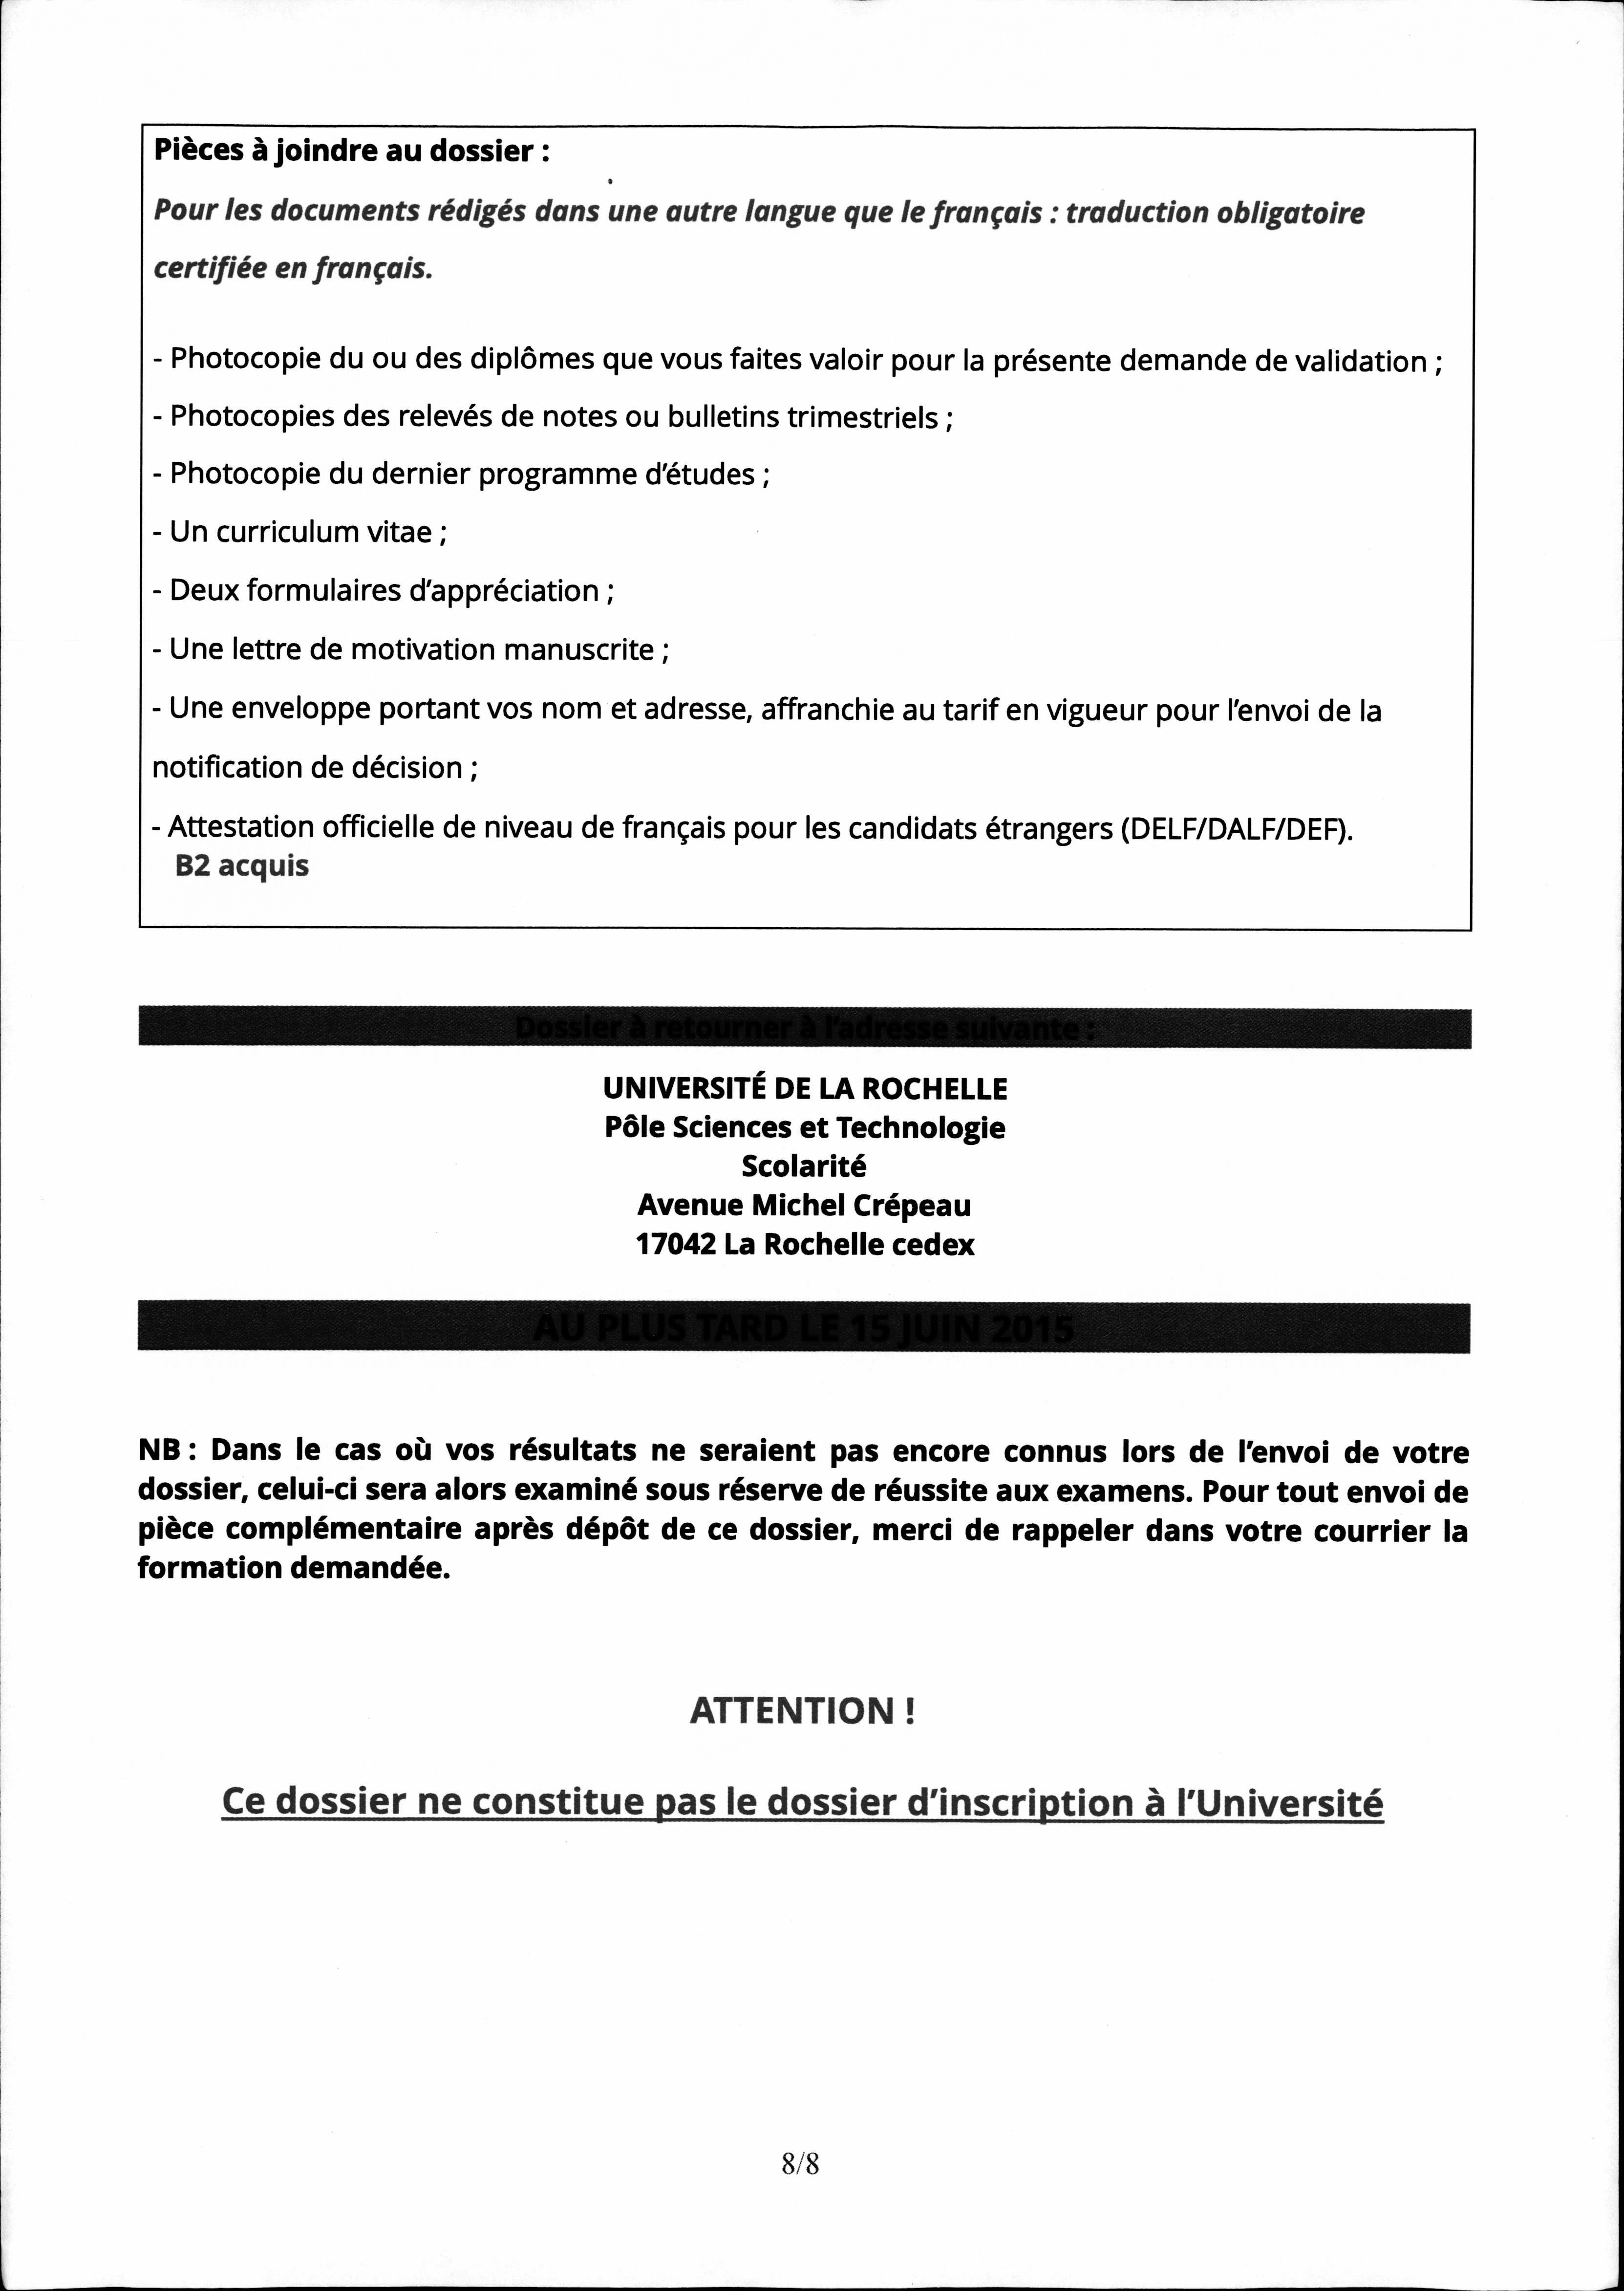 Pièces à joindre au dossier :
Pour les documents rédigés dans une autre langue que le français : traduction obligatoire
certifiée en français.
- Photocopie du ou des diplômes que vous faites valoir pour la présente demande de validation ;
- Photocopies des relevés de notes ou bulletins trimestriels ;
- Photocopie du dernier programme d’études ;
- Un curriculum vitae ;
- Deux formulaires d’appréciation ;
- Une lettre de motivation manuscrite ;
- Une enveloppe portant vos nom et adresse, affranchie au tarif en vigueur pour l’envoi de la
notification de décision ;
- Attestation officielle de niveau de français pour les candidats étrangers (DELF/DALF/DEF).
B2 acquis
Dossier à retourner à l’adresse suivante :
UNIVERSITÉ DE LA ROCHELLE
Pôle Sciences et Technologie
Scolarité
Avenue Michel Crépeau
17042 La Rochelle cedex
AU PLUS TARD LE 15 JUIN 2015
NB : Dans le cas où vos résultats ne seraient pas encore connus lors de l’envoi de votre
dossier, celui-ci sera alors examiné sous réserve de réussite aux examens. Pour tout envoi de
pièce complémentaire après dépôt de ce dossier, merci de rappeler dans votre courrier la
formation demandée.
ATTENTION !
Ce dossier ne constitue pas le dossier d’inscription à l’Université
8/8